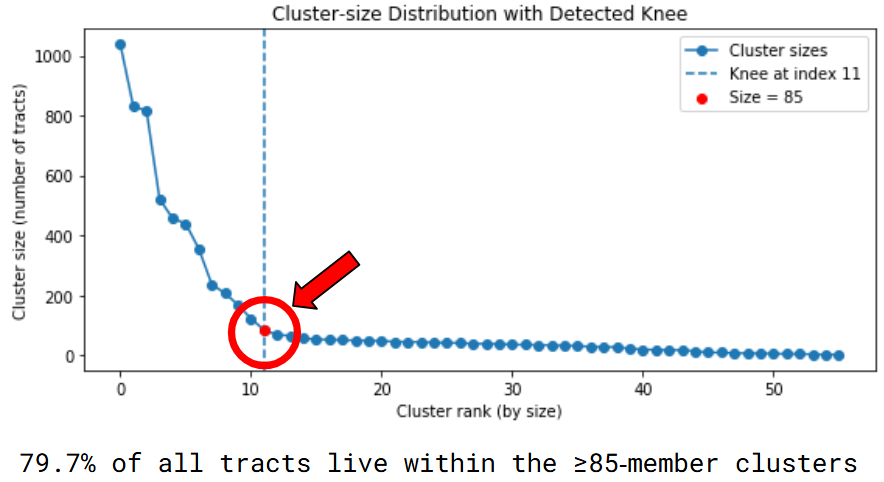 Cluster-size Distribution with Detected Knee
Cluster sizes
Knee at index 11
Size = 85
Cluster size (number of tracts)
1000
800
600
400
200
0
0 10 20 30 40 50
Cluster rank (by size)
79.7% of all tracts live within the ≥85-member clusters